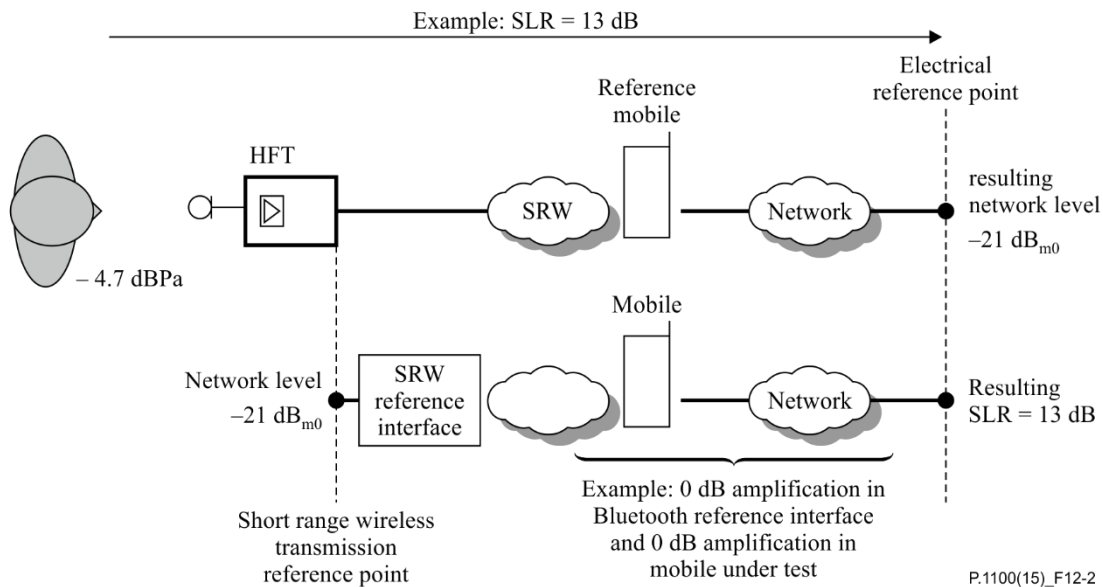 Example: SLR = 13 dB
Electrical
reference point
Reference
mobile
HFT
SRW
Network
resulting
network level
–21 dBm0
– 4.7 dBPa
Mobile
Network level
–21 dBm0
SRW
reference
interface
Network
Resulting
SLR = 13 dB
Example: 0 dB amplification in
Bluetooth reference interface
and 0 dB amplification in
mobile under test
Short range wireless
transmission
reference point
P.1100(15)_F12-2